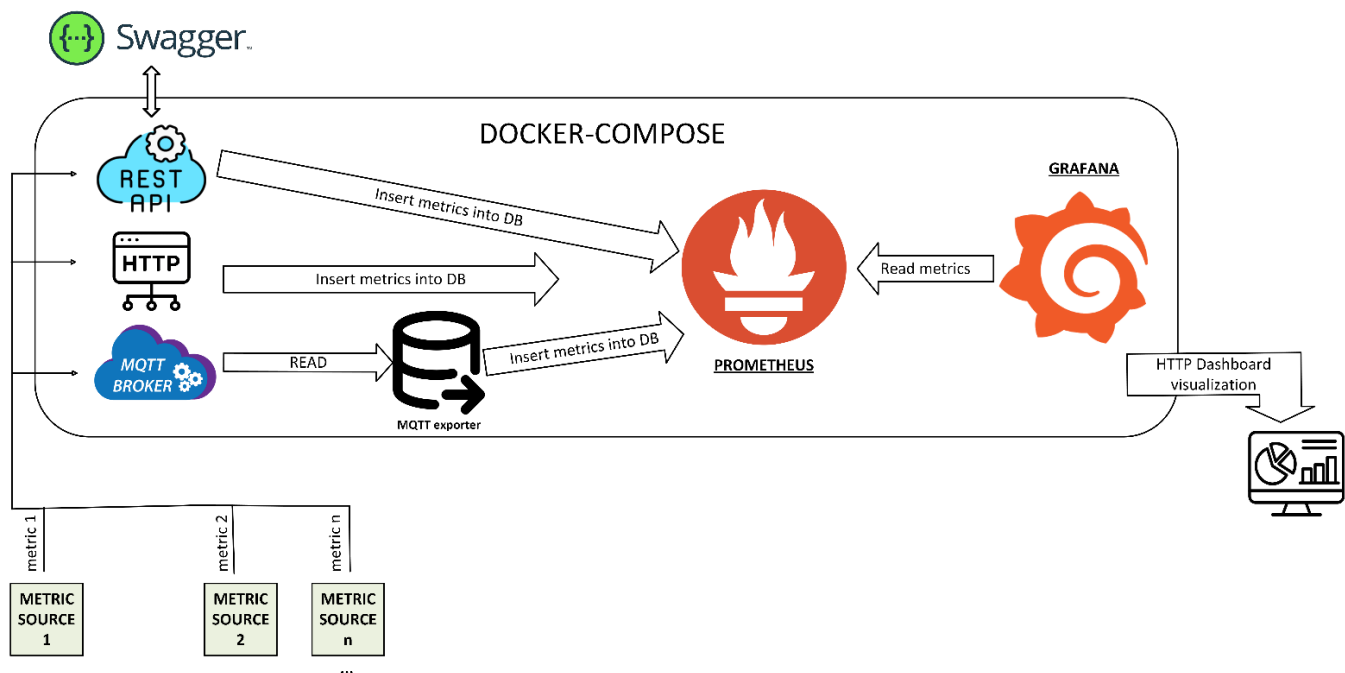 {···} Swagger™
DOCKER-COMPOSE
REST
API
Insert metrics into DB
GRAFANA
HTTP
Insert metrics into DB
Read metrics
MQTT
BROKER
READ
Insert metrics into DB
PROMETHEUS
MQTT exporter
HTTP Dashboard
visualization
metric 1
metric 2
metric n
METRIC
SOURCE
1
METRIC
SOURCE
2
METRIC
SOURCE
n